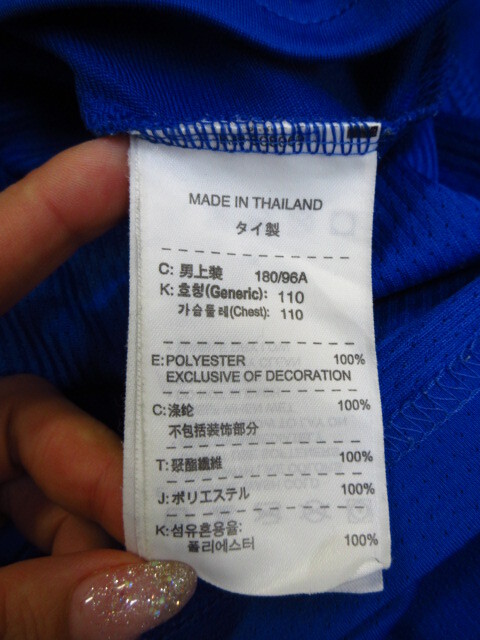 MADE IN THAILAND
タイ製
C: 男上装 180/96A
K: 호칭(Generic): 110
가슴둘레(Chest): 110
E: POLYESTER 100%
EXCLUSIVE OF DECORATION
C: 涤纶 100%
不包括装饰部分
T: 聚酯纖維 100%
J: ポリエステル 100%
K: 섬유혼용율:
폴리에스터 100%